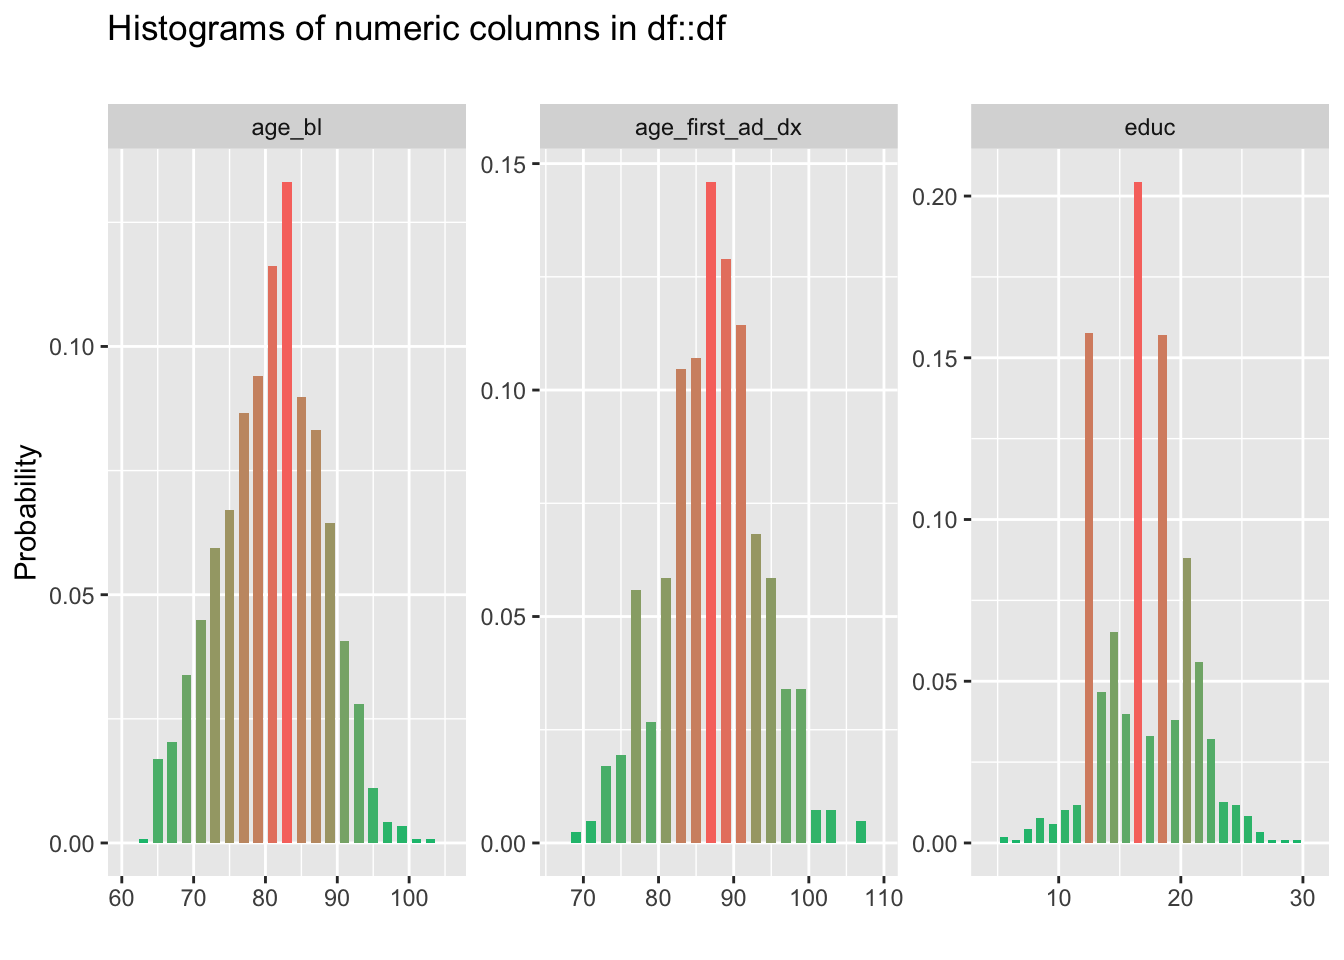 Histograms of numeric columns in df::df
age_bl
age_first_ad_dx
educ
Probability
0.10
0.05
0.00
60 70 80 90 100
0.15
0.10
0.05
0.00
70 80 90 100 110
0.20
0.15
0.10
0.05
0.00
10 20 30